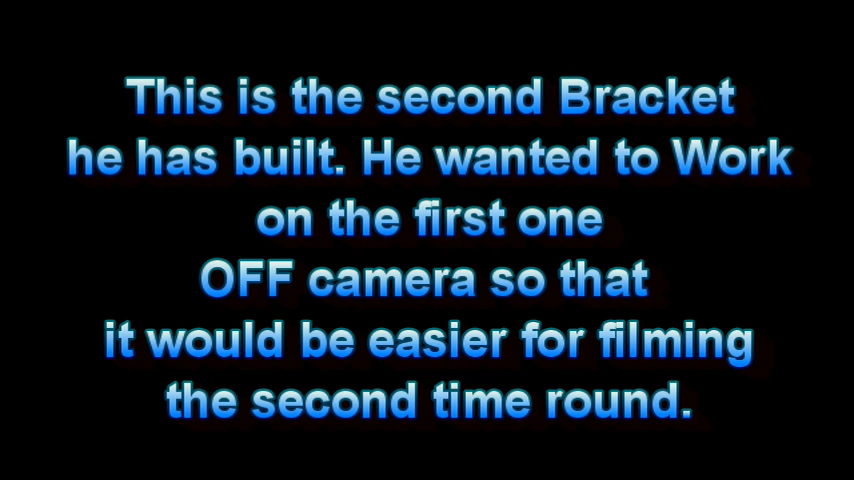 This is the second Bracket
he has built. He wanted to Work
on the first one
OFF camera so that
it would be easier for filming
the second time round.